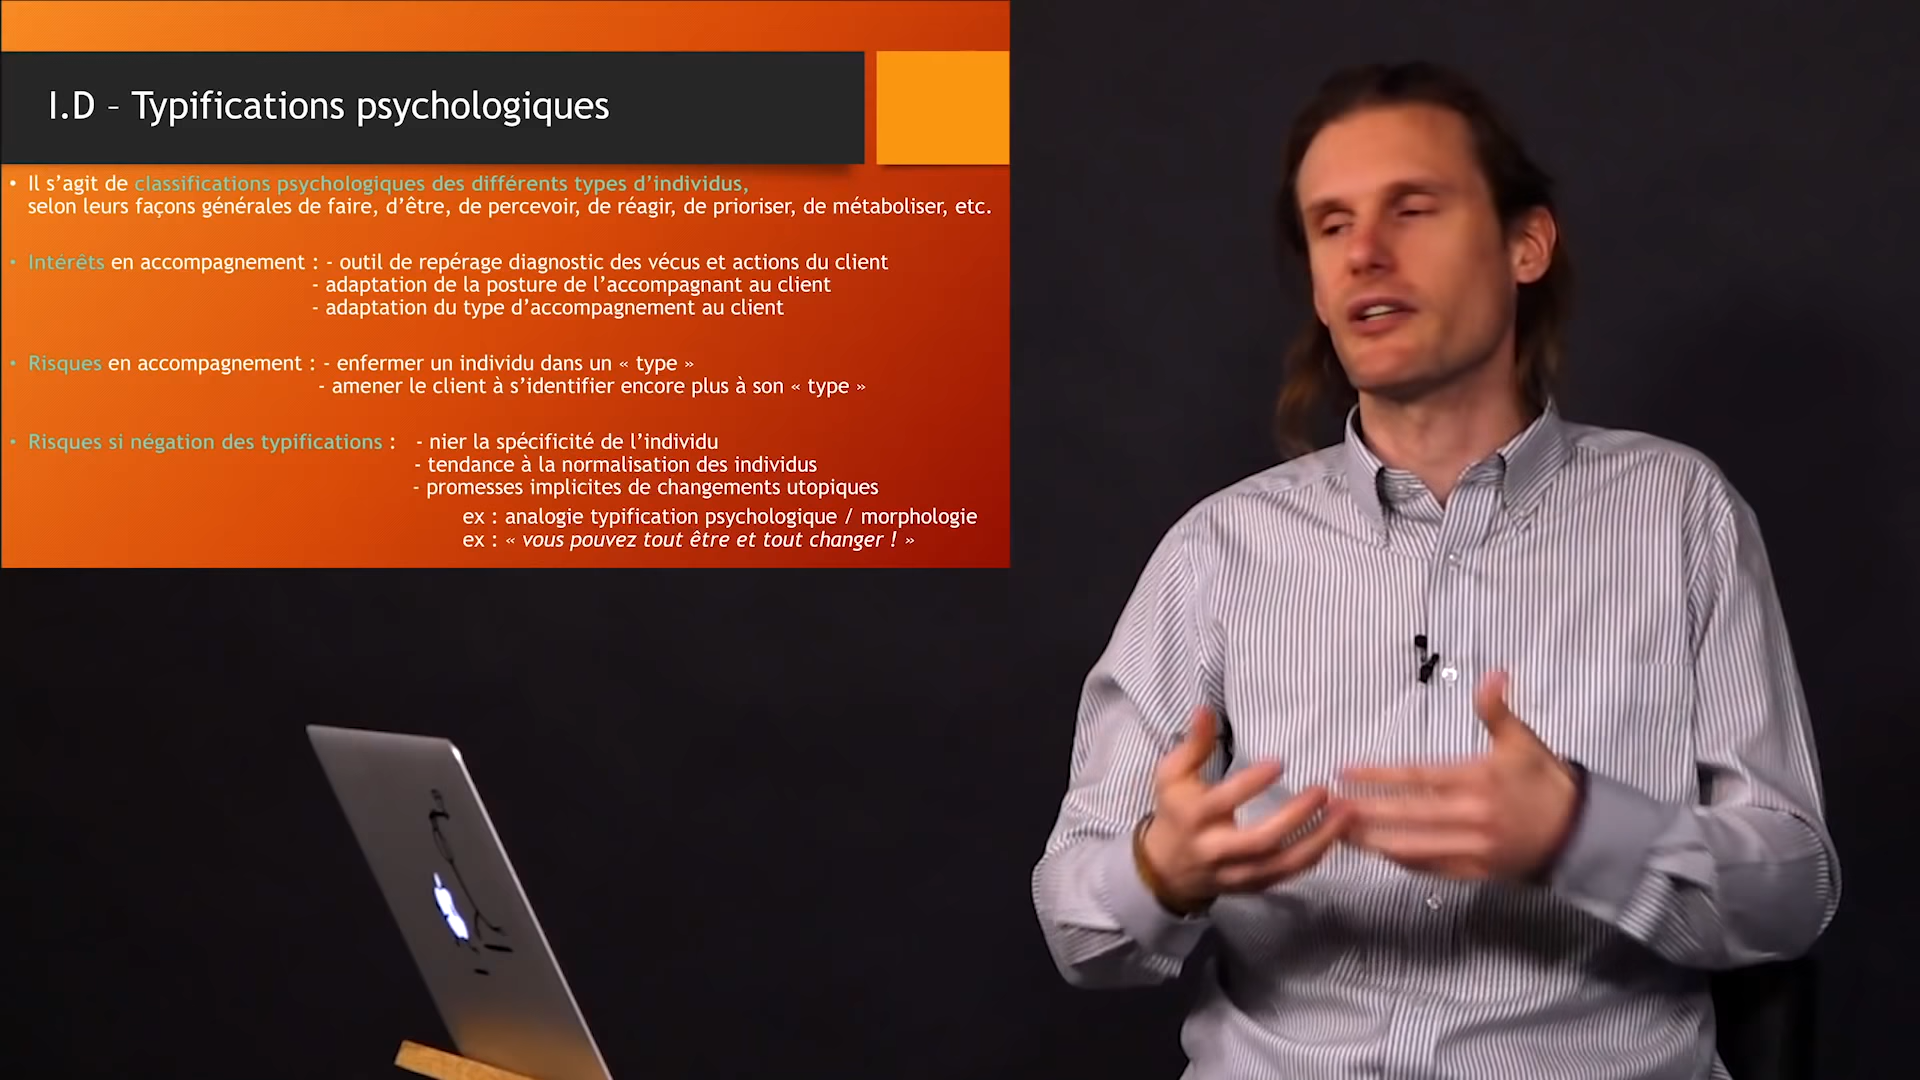 I.D – Typifications psychologiques
• Il s’agit de classifications psychologiques des différents types d’individus,
selon leurs façons générales de faire, d’être, de percevoir, de réagir, de prioriser, de métaboliser, etc.
• Intérêts en accompagnement : - outil de repérage diagnostic des vécus et actions du client
- adaptation de la posture de l’accompagnant au client
- adaptation du type d’accompagnement au client
• Risques en accompagnement : - enfermer un individu dans un « type »
- amener le client à s’identifier encore plus à son « type »
• Risques si négation des typifications : - nier la spécificité de l’individu
- tendance à la normalisation des individus
- promesses implicites de changements utopiques
ex : analogie typification psychologique / morphologie
ex : « vous pouvez tout être et tout changer ! »